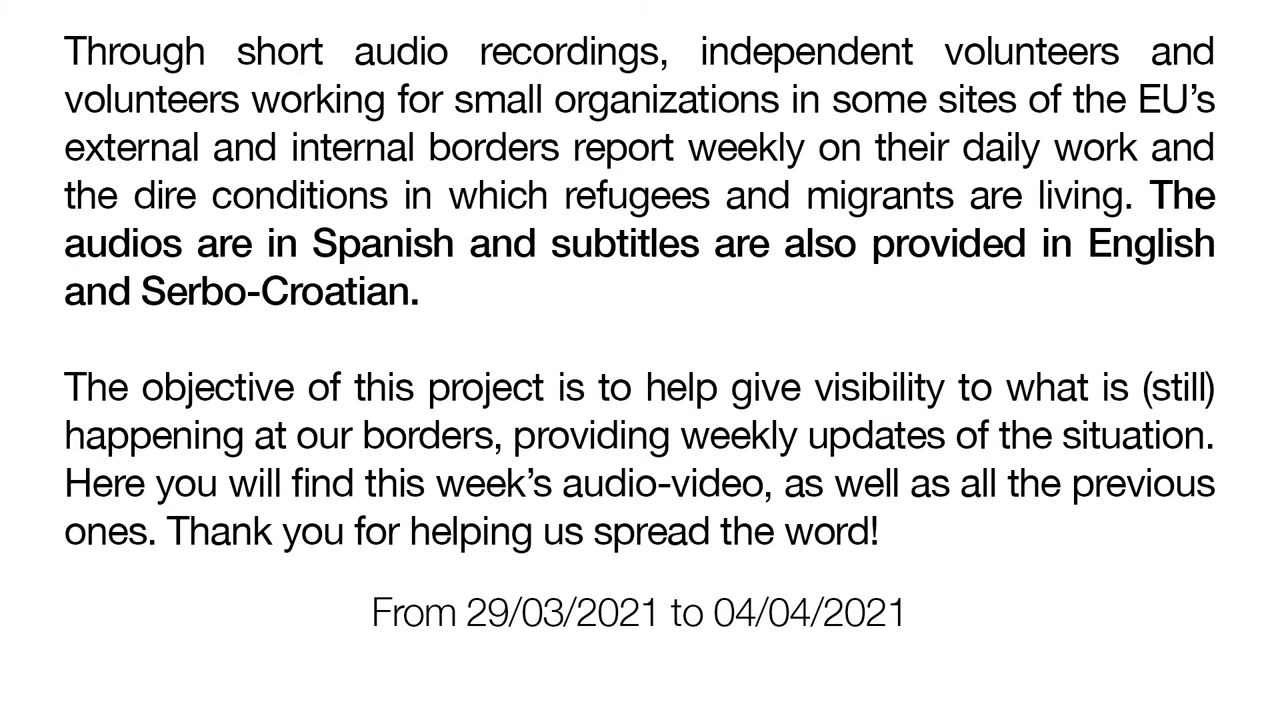 Through short audio recordings, independent volunteers and
volunteers working for small organizations in some sites of the EU’s
external and internal borders report weekly on their daily work and
the dire conditions in which refugees and migrants are living. The
audios are in Spanish and subtitles are also provided in English
and Serbo-Croatian.
The objective of this project is to help give visibility to what is (still)
happening at our borders, providing weekly updates of the situation.
Here you will find this week’s audio-video, as well as all the previous
ones. Thank you for helping us spread the word!
From 29/03/2021 to 04/04/2021